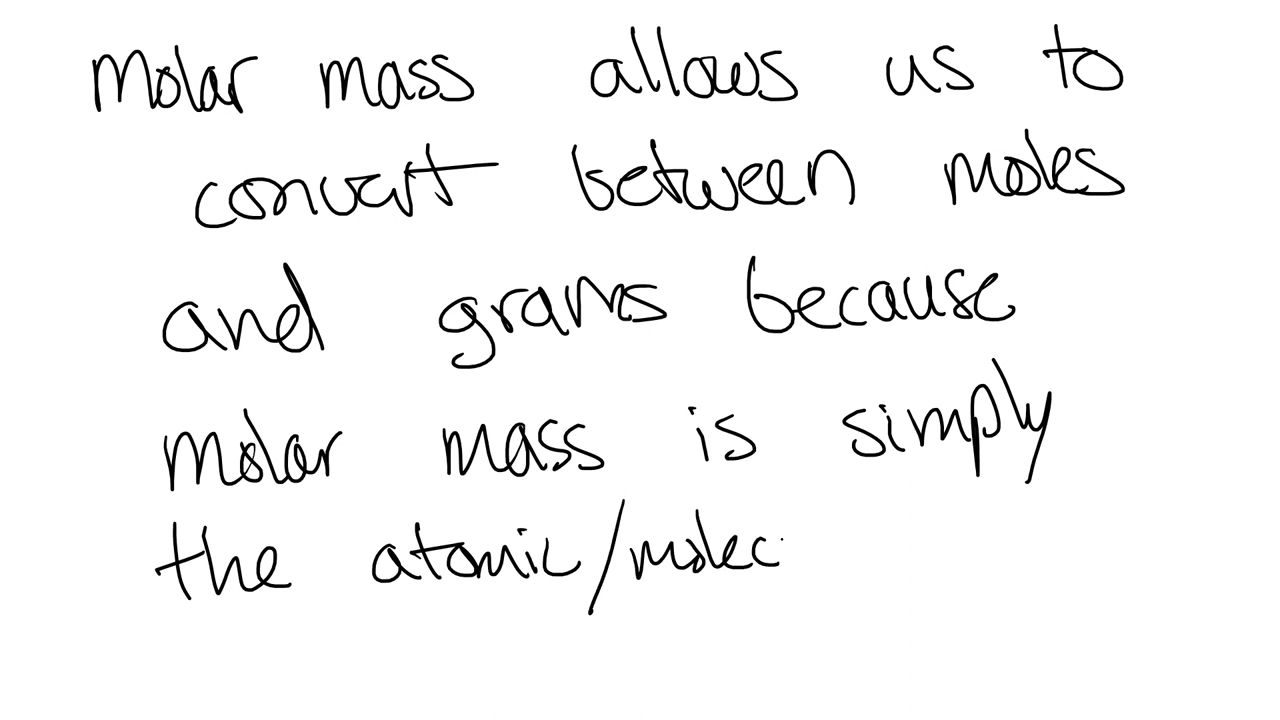 Molar mass allows us to
convert between moles
and grams because
molar mass is simply
the atomic/molec